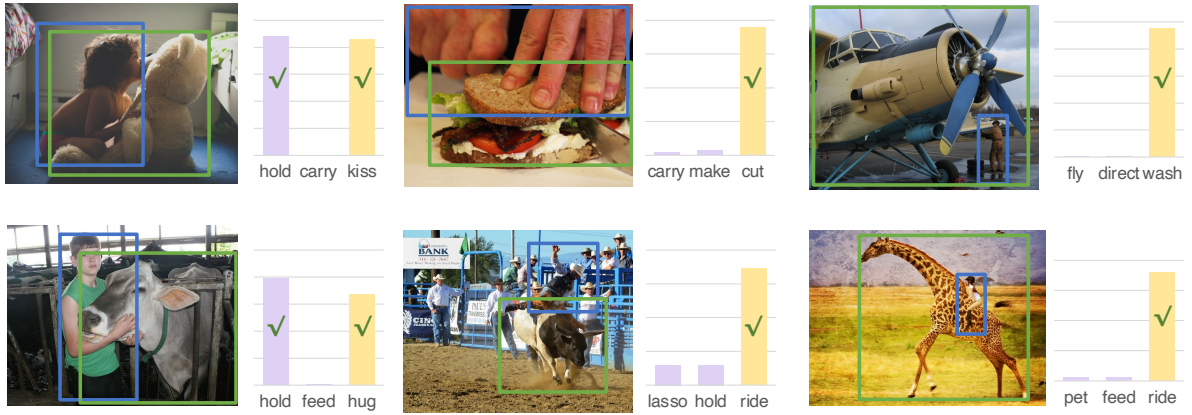 hold carry kiss
carry make cut
fly direct wash
BANK
hold feed hug
lasso hold ride
pet feed ride